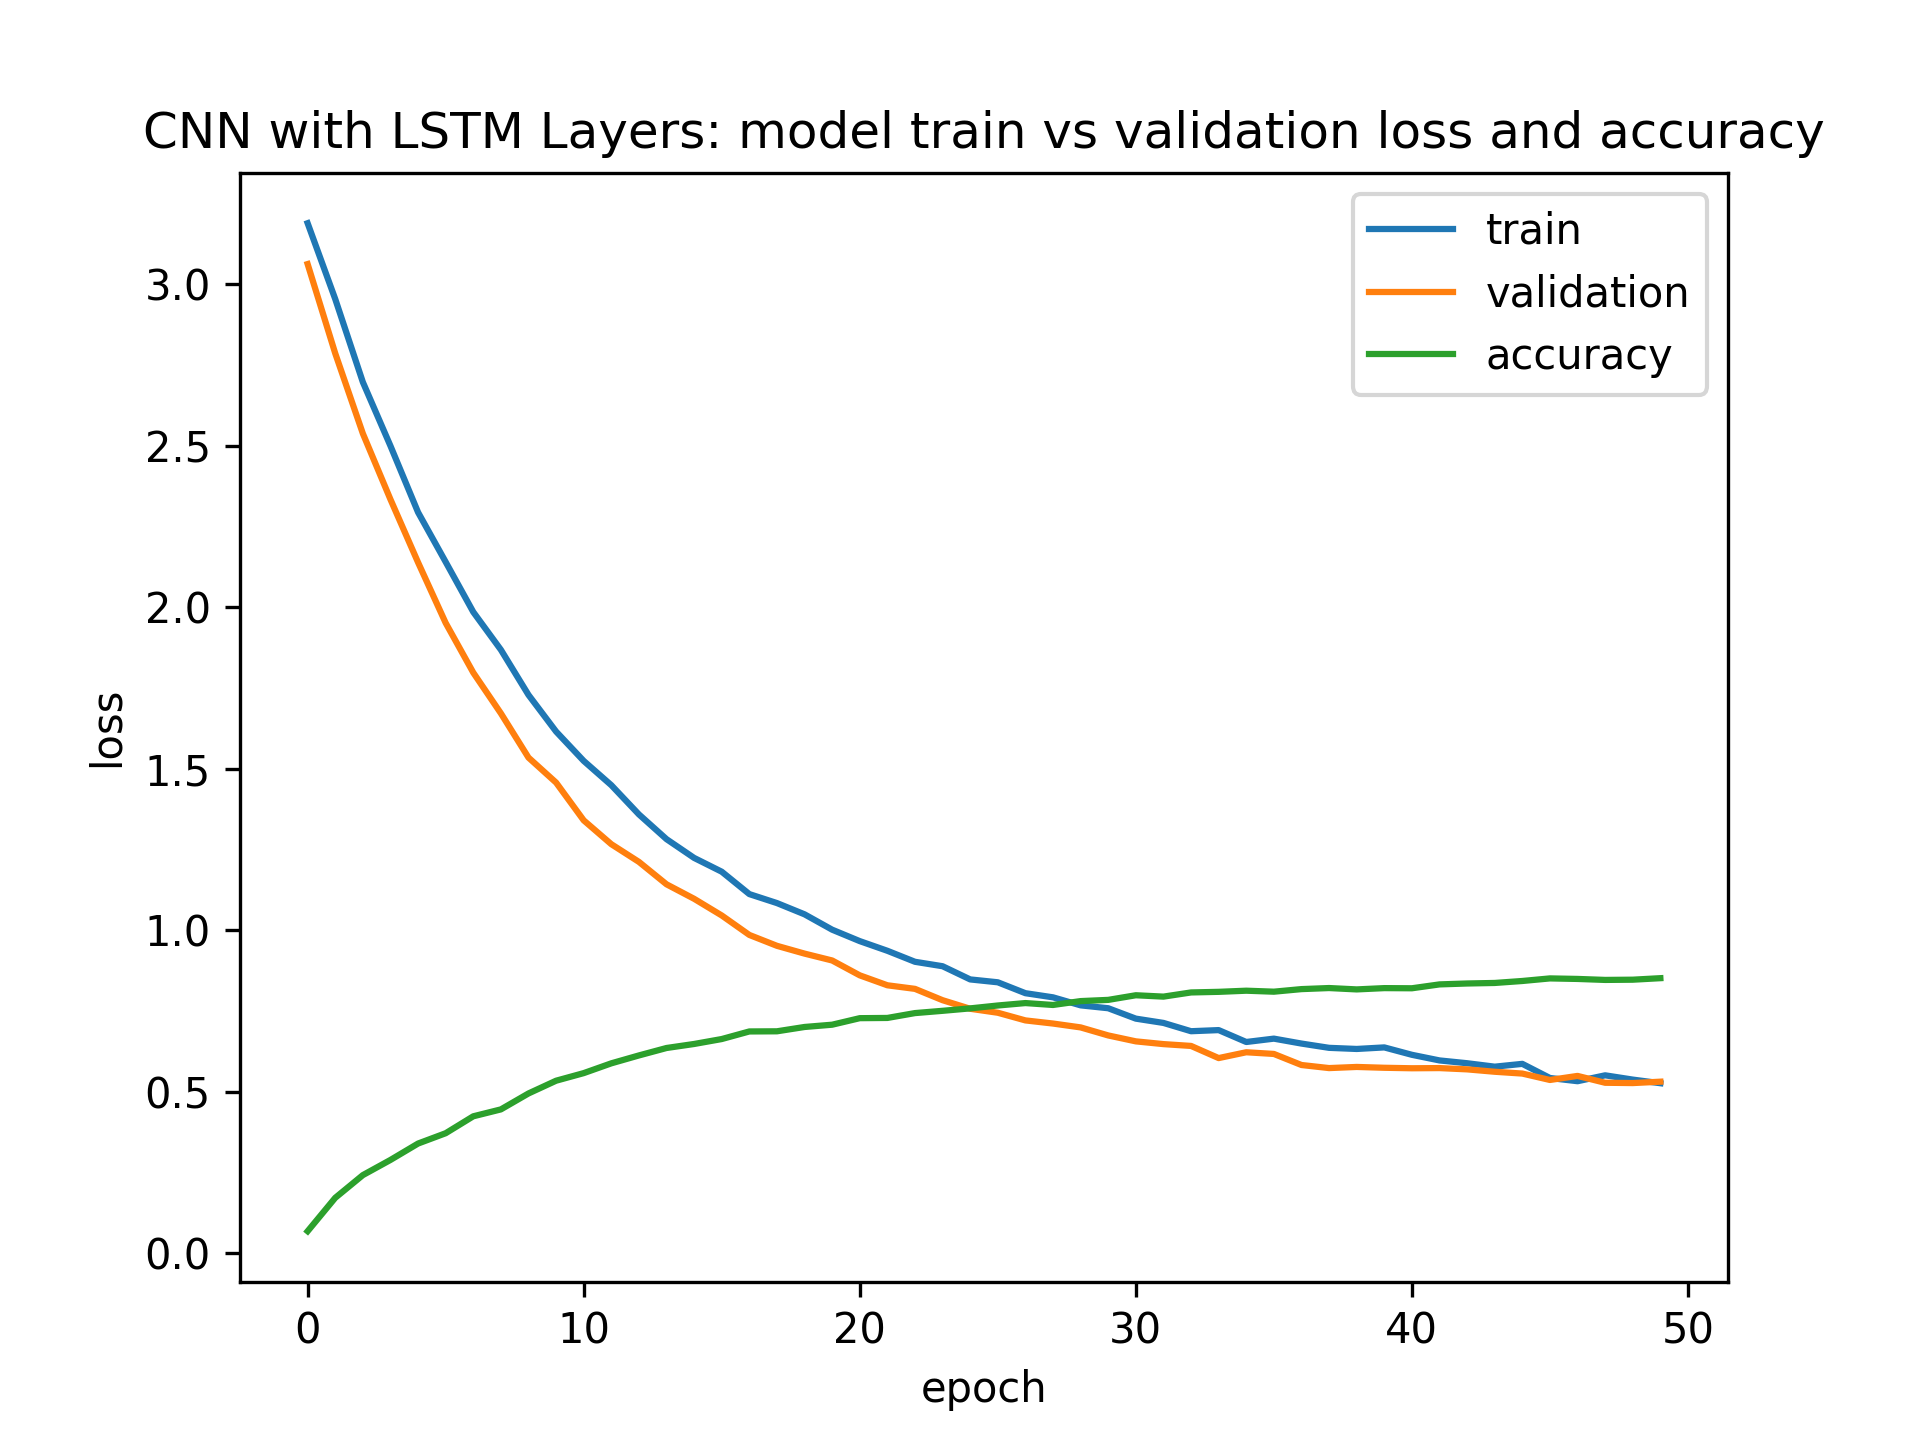 CNN with LSTM Layers: model train vs validation loss and accuracy
train
validation
accuracy
3.0
2.5
2.0
1.5
1.0
0.5
0.0
loss
0 10 20 30 40 50
epoch